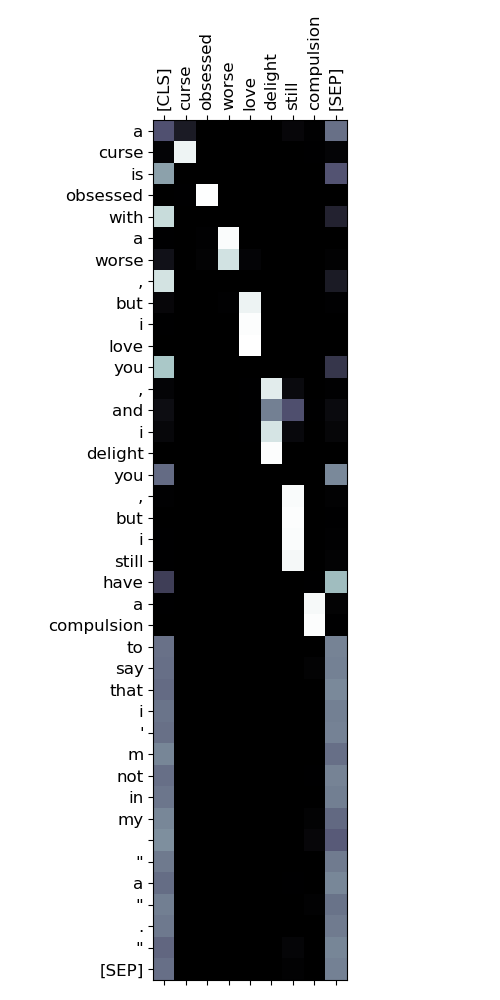 [CLS]
curse
obsessed
worse
love
delight
still
compulsion
[SEP]
a
curse
is
obsessed
with
a
worse
,
but
i
love
you
,
and
i
delight
you
,
but
i
still
have
a
compulsion
to
say
that
i
'
m
not
in
my
"
a
"
.
"
[SEP]